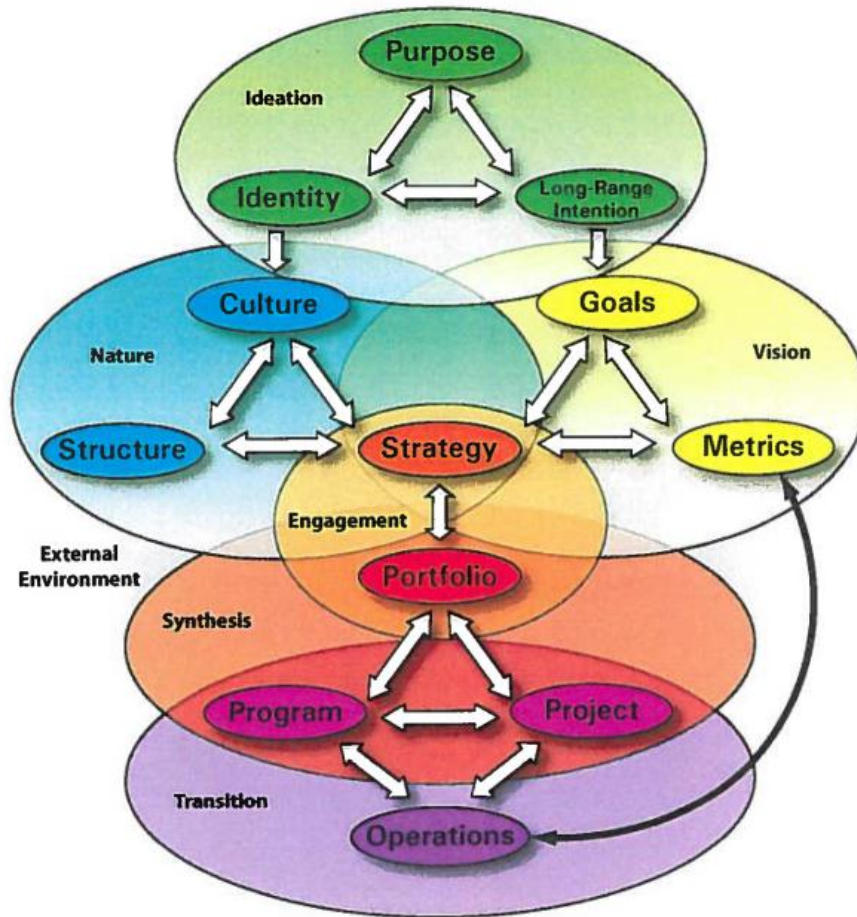 Purpose
Ideation
Identity
Long-Range
Intention
Culture
Goals
Nature
Vision
Structure
Strategy
Metrics
Engagement
External
Environment
Portfolio
Synthesis
Program
Project
Transition
Operations